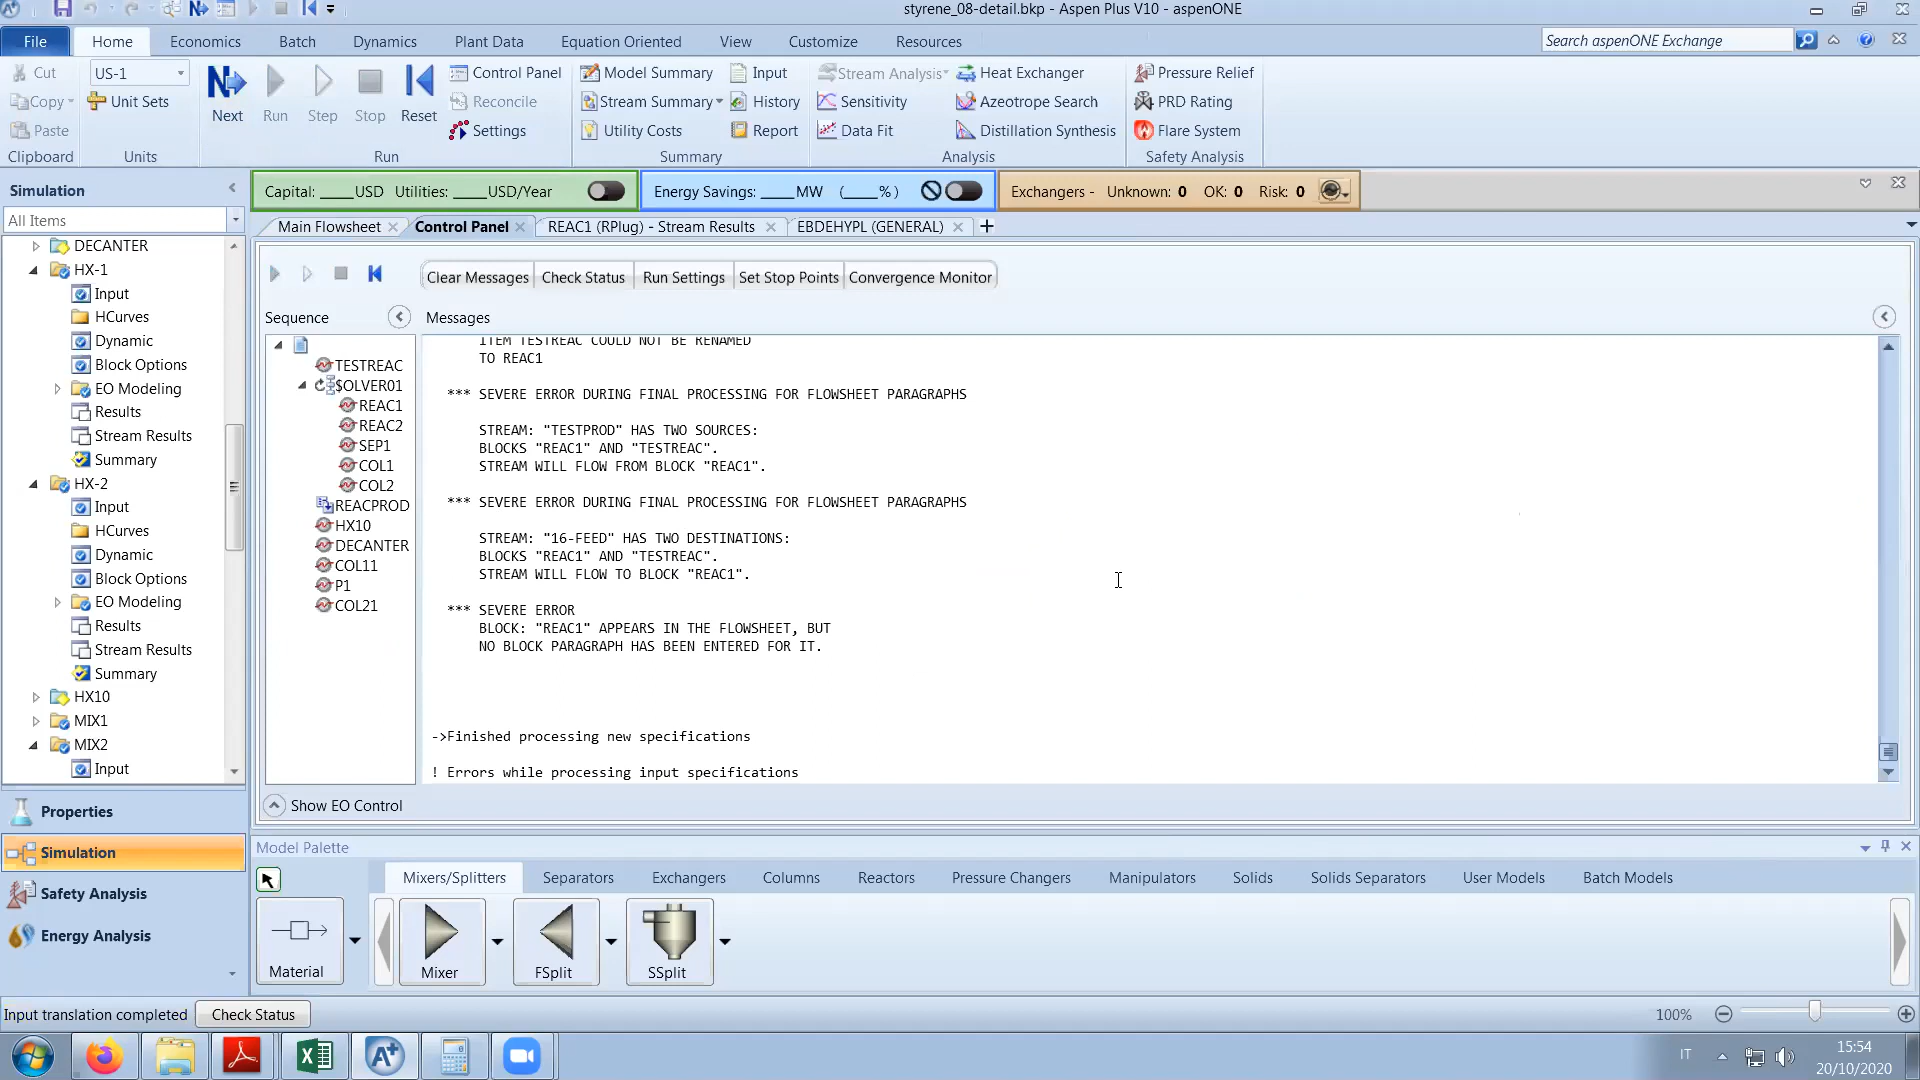 styrene_08-detail.bkp - Aspen Plus V10 - aspenONE
File Home Economics Batch Dynamics Plant Data Equation Oriented View Customize Resources Search aspenONE Exchange
Cut US-1 Control Panel Model Summary Input Stream Analysis Heat Exchanger Pressure Relief
Copy Unit Sets Next Run Step Stop Reset Reconcile Stream Summary History Sensitivity Azeotrope Search PRD Rating
Paste Settings Utility Costs Report Data Fit Distillation Synthesis Flare System
Clipboard Units Run Summary Analysis Safety Analysis
Simulation
Capital: ____USD Utilities: ____USD/Year Energy Savings: ____MW (____%) Exchangers - Unknown: 0 OK: 0 Risk: 0
All Items
Main Flowsheet Control Panel REAC1 (RPlug) - Stream Results EBDEHYPL (GENERAL)
DECANTER
HX-1
Input
HCurves
Dynamic
Block Options
EO Modeling
Results
Stream Results
Summary
HX-2
Input
HCurves
Dynamic
Block Options
EO Modeling
Results
Stream Results
Summary
HX10
MIX1
MIX2
Input
Properties
Simulation
Safety Analysis
Energy Analysis
Clear Messages Check Status Run Settings Set Stop Points Convergence Monitor
Sequence
TESTREAC
$OLVER01
REAC1
REAC2
SEP1
COL1
COL2
REACPROD
HX10
DECANTER
COL11
P1
COL21
Messages
ITEM TESTREAC COULD NOT BE RENAMED
TO REAC1
*** SEVERE ERROR DURING FINAL PROCESSING FOR FLOWSHEET PARAGRAPHS
STREAM: "TESTPROD" HAS TWO SOURCES:
BLOCKS "REAC1" AND "TESTREAC".
STREAM WILL FLOW FROM BLOCK "REAC1".
*** SEVERE ERROR DURING FINAL PROCESSING FOR FLOWSHEET PARAGRAPHS
STREAM: "16-FEED" HAS TWO DESTINATIONS:
BLOCKS "REAC1" AND "TESTREAC".
STREAM WILL FLOW TO BLOCK "REAC1".
*** SEVERE ERROR
BLOCK: "REAC1" APPEARS IN THE FLOWSHEET, BUT
NO BLOCK PARAGRAPH HAS BEEN ENTERED FOR IT.
->Finished processing new specifications
! Errors while processing input specifications
Show EO Control
Model Palette
Mixers/Splitters Separators Exchangers Columns Reactors Pressure Changers Manipulators Solids Solids Separators User Models Batch Models
Material Mixer FSplit SSplit
Input translation completed Check Status 100%
IT 15:54
20/10/2020